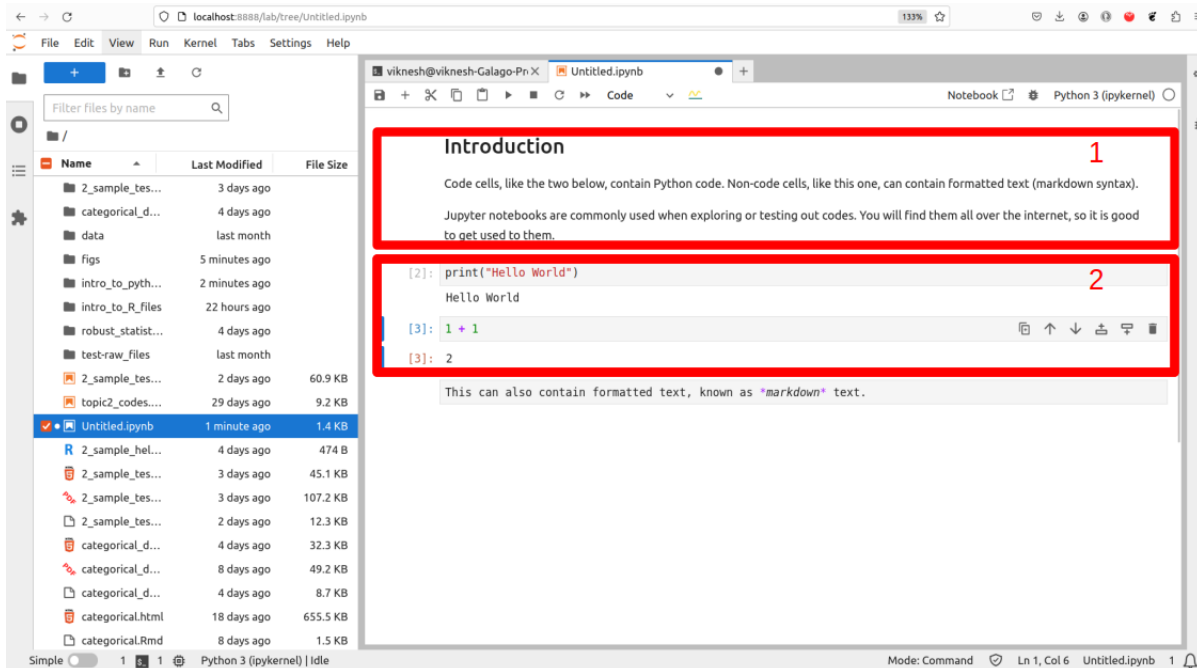 localhost:8888/lab/tree/Untitled.ipynb 133%
File Edit View Run Kernel Tabs Settings Help
viknesh@viknesh-Galago-Pr Untitled.ipynb
Filter files by name
Code
Notebook Python 3 (ipykernel)
/
Name Last Modified File Size
2_sample_tes... 3 days ago
categorical_d... 4 days ago
data last month
figs 5 minutes ago
intro_to_pyth... 2 minutes ago
intro_to_R_files 22 hours ago
robust_statist... 4 days ago
test-raw_files last month
2_sample_tes... 2 days ago 60.9 KB
topic2_codes.... 29 days ago 9.2 KB
Untitled.ipynb 1 minute ago 1.4 KB
R 2_sample_hel... 4 days ago 474 B
2_sample_tes... 3 days ago 45.1 KB
2_sample_tes... 3 days ago 107.2 KB
2_sample_tes... 2 days ago 12.3 KB
categorical_d... 4 days ago 32.3 KB
categorical_d... 8 days ago 49.2 KB
categorical_d... 4 days ago 8.7 KB
categorical.html 18 days ago 655.5 KB
categorical.Rmd 8 days ago 1.5 KB
Introduction
1
Code cells, like the two below, contain Python code. Non-code cells, like this one, can contain formatted text (markdown syntax).
Jupyter notebooks are commonly used when exploring or testing out codes. You will find them all over the internet, so it is good
to get used to them.
2
[2]: print("Hello World")
Hello World
[3]: 1 + 1
[3]: 2
This can also contain formatted text, known as *markdown* text.
Simple 1 1 Python 3 (ipykernel) | Idle
Mode: Command Ln 1, Col 6 Untitled.ipynb 1